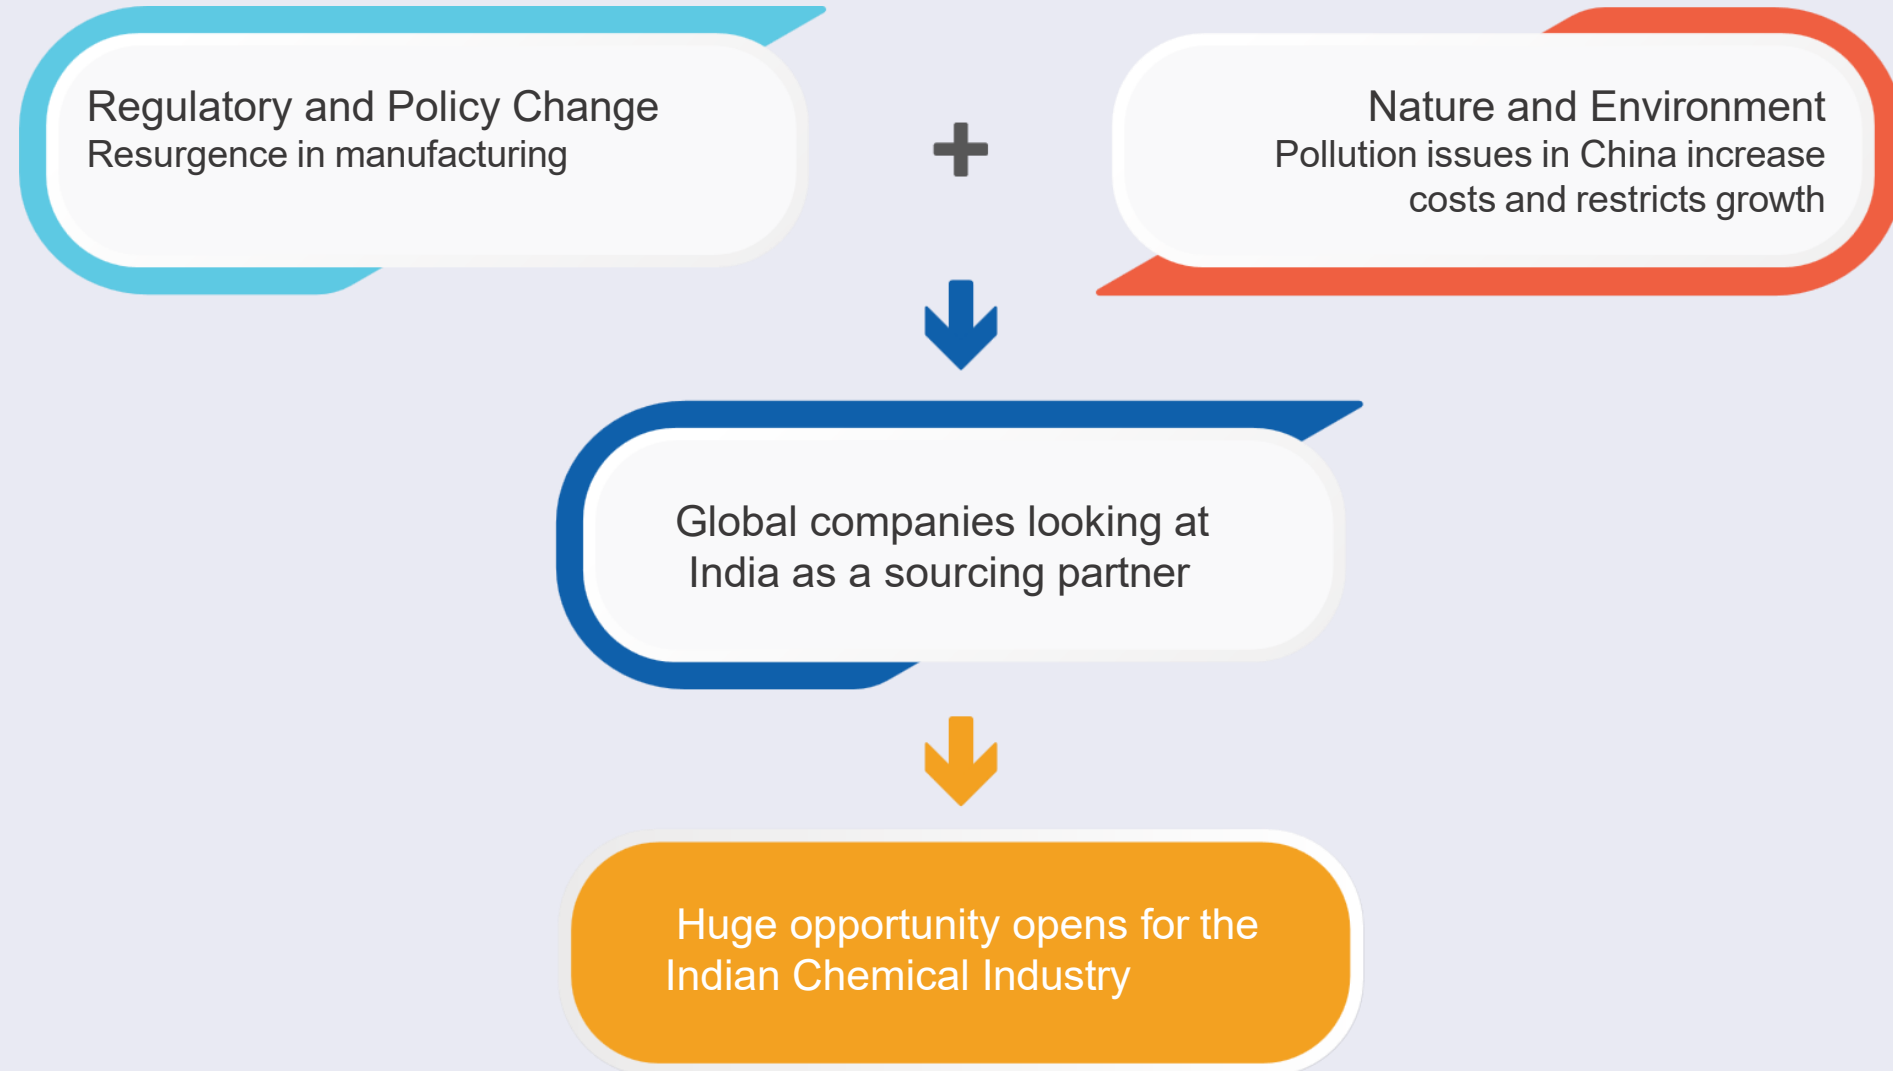 Regulatory and Policy Change
Resurgence in manufacturing
Nature and Environment
Pollution issues in China increase
costs and restricts growth
Global companies looking at
India as a sourcing partner
Huge opportunity opens for the
Indian Chemical Industry